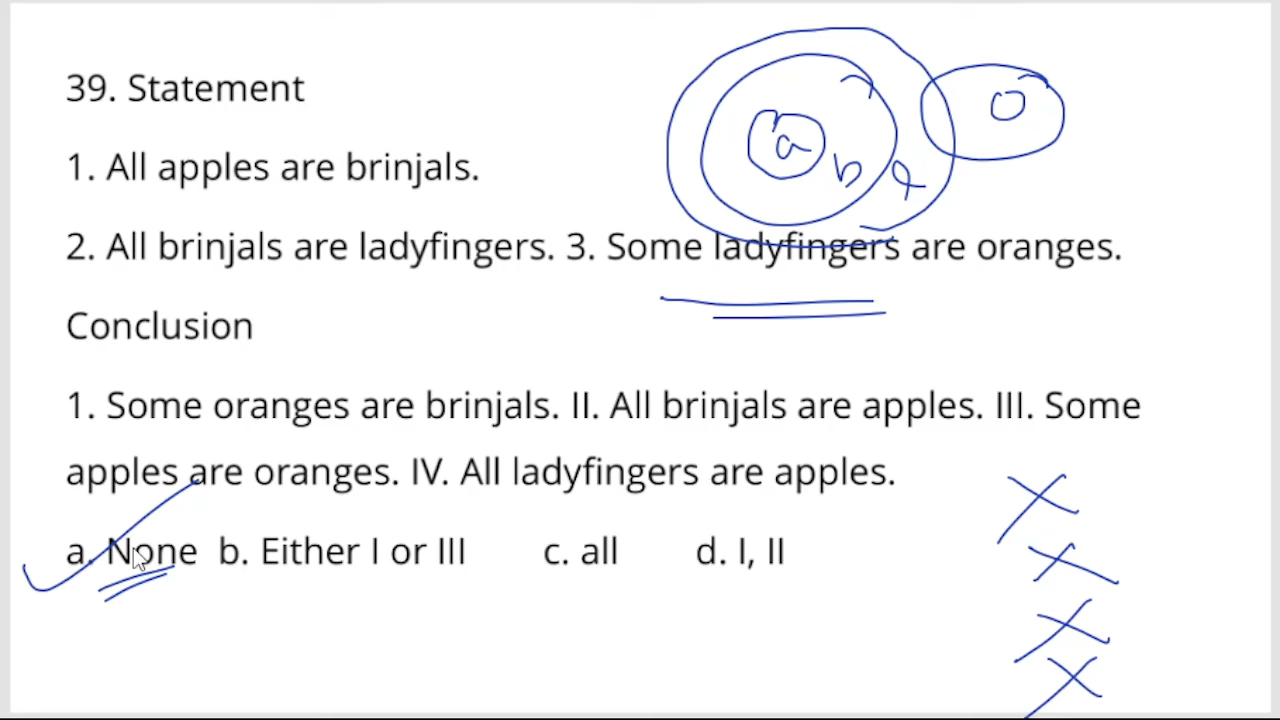 39. Statement
1. All apples are brinjals.
2. All brinjals are ladyfingers. 3. Some ladyfingers are oranges.
Conclusion
1. Some oranges are brinjals. II. All brinjals are apples. III. Some
apples are oranges. IV. All ladyfingers are apples.
a. None b. Either I or III c. all d. I, II
a
b
l
O